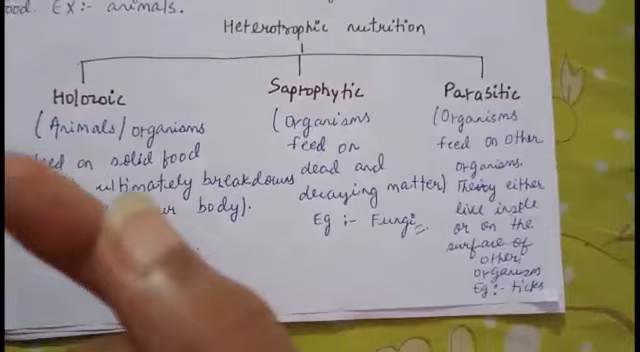 ood. EX:- animals.
Heterotrophic nutrition
Holozoic
(Animals/organisms
feed on solid food
ultimately breakdowns
body).
Saprophytic
(organisms
feed on
dead and
decaying matter)
Eg :- Fungi
Parasitic
(Organisms
feed on other
organisms.
They either
live inside
or on the
surface of
other
organism
Eg:- ticks